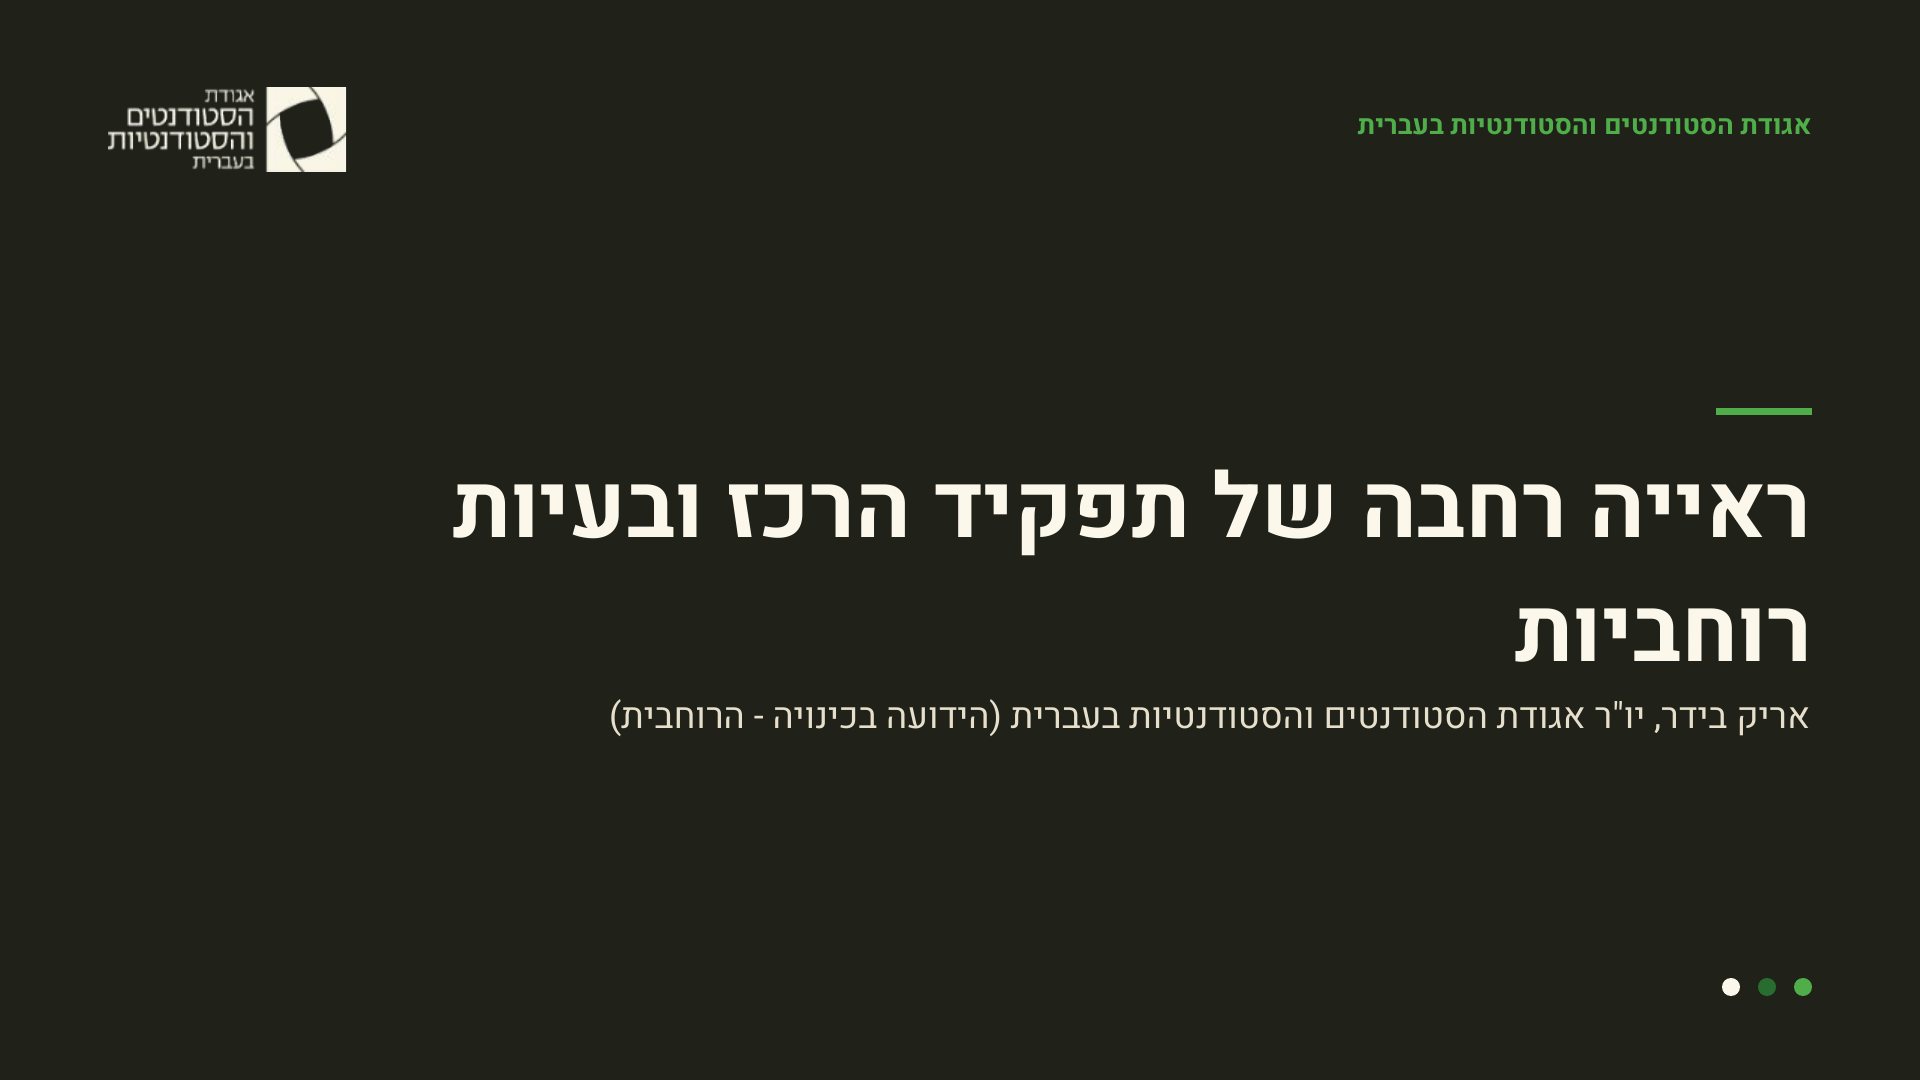 אגודת הסטודנטים והסטודנטיות בעברית
אגודת
הסטודנטים
והסטודנטיות
בעברית
ראייה רחבה של תפקיד הרכז ובעיות
רוחביות
אריק בידר, יו"ר אגודת הסטודנטים והסטודנטיות בעברית (הידועה בכינויה - הרוחבית)